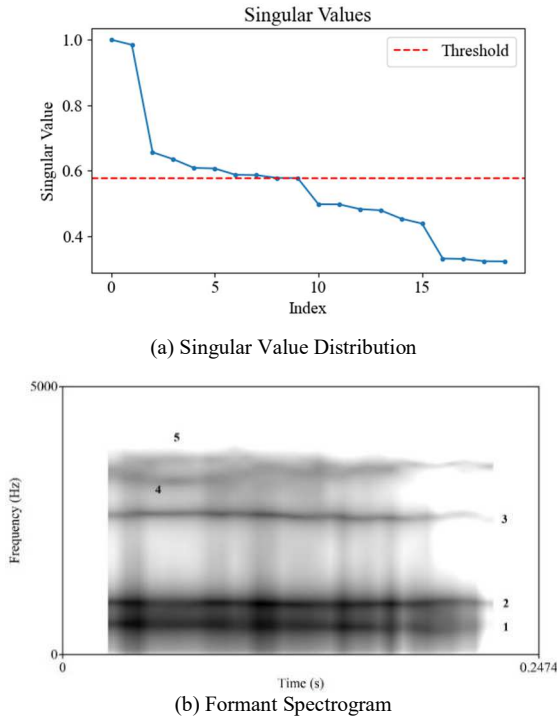 Singular Values
1.0
0.8
0.6
0.4
Singular Value
Threshold
0
5
10
15
Index
(a) Singular Value Distribution
5000
Frequency (Hz)
0
5
4
3
2
1
0
0.2474
Time (s)
(b) Formant Spectrogram